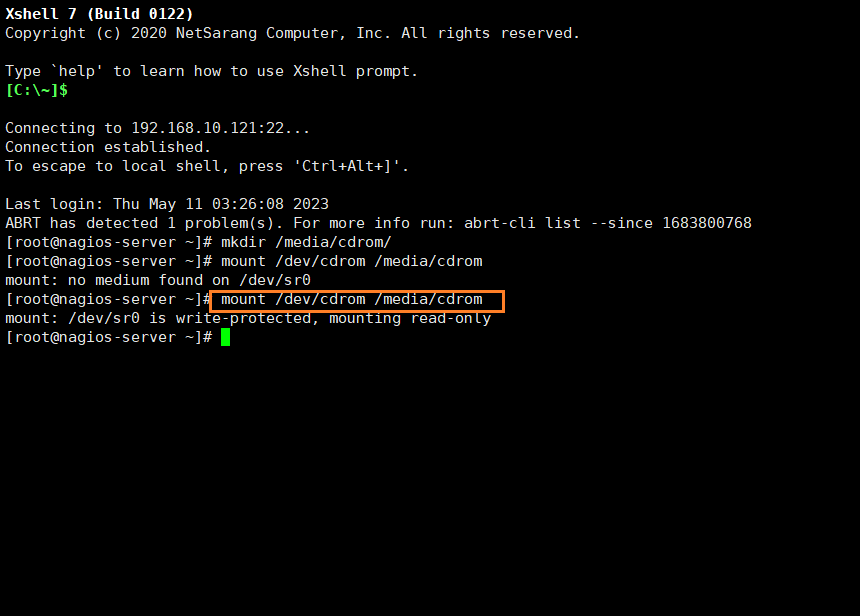 Xshell 7 (Build 0122)
Copyright (c) 2020 NetSarang Computer, Inc. All rights reserved.
Type `help' to learn how to use Xshell prompt.
[C:\~]$
Connecting to 192.168.10.121:22...
Connection established.
To escape to local shell, press 'Ctrl+Alt+]'.
Last login: Thu May 11 03:26:08 2023
ABRT has detected 1 problem(s). For more info run: abrt-cli list --since 1683800768
[root@nagios-server ~]# mkdir /media/cdrom/
[root@nagios-server ~]# mount /dev/cdrom /media/cdrom
mount: no medium found on /dev/sr0
[root@nagios-server ~]# mount /dev/cdrom /media/cdrom
mount: /dev/sr0 is write-protected, mounting read-only
[root@nagios-server ~]#